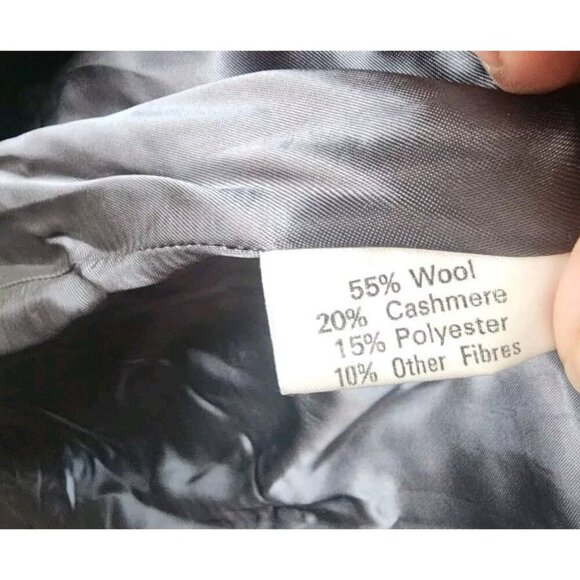 55% Wool
20% Cashmere
15% Polyester
10% Other Fibres